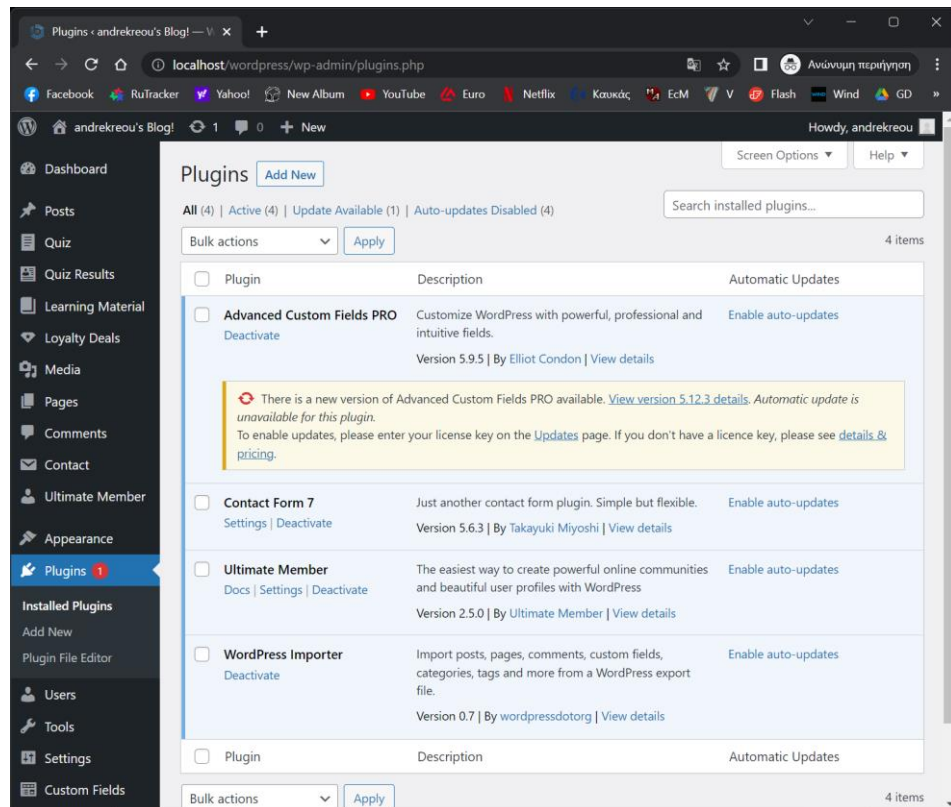 Plugins ‹ andrekreou's Blog! — W
localhost/wordpress/wp-admin/plugins.php
Ανώνυμη περιήγηση
Facebook RuTracker Yahoo! New Album YouTube Euro Netflix Καυκάς EcM V Flash Wind GD »
andrekreou's Blog! 1 0 + New
Howdy, andrekreou
Screen Options ▼ Help ▼
Dashboard
Posts
Quiz
Quiz Results
Learning Material
Loyalty Deals
Media
Pages
Comments
Contact
Ultimate Member
Appearance
Plugins 1
Installed Plugins
Add New
Plugin File Editor
Users
Tools
Settings
Custom Fields
Plugins Add New
All (4) | Active (4) | Update Available (1) | Auto-updates Disabled (4)
Search installed plugins...
Bulk actions Apply
4 items
Plugin Description Automatic Updates
Advanced Custom Fields PRO
Deactivate
Customize WordPress with powerful, professional and
intuitive fields.
Version 5.9.5 | By Elliot Condon | View details
Enable auto-updates
There is a new version of Advanced Custom Fields PRO available. View version 5.12.3 details. Automatic update is
unavailable for this plugin.
To enable updates, please enter your license key on the Updates page. If you don't have a licence key, please see details &
pricing.
Contact Form 7
Settings | Deactivate
Just another contact form plugin. Simple but flexible.
Version 5.6.3 | By Takayuki Miyoshi | View details
Enable auto-updates
Ultimate Member
Docs | Settings | Deactivate
The easiest way to create powerful online communities
and beautiful user profiles with WordPress
Version 2.5.0 | By Ultimate Member | View details
Enable auto-updates
WordPress Importer
Deactivate
Import posts, pages, comments, custom fields,
categories, tags and more from a WordPress export
file.
Version 0.7 | By wordpressdotorg | View details
Enable auto-updates
Plugin Description Automatic Updates
Bulk actions Apply
4 items